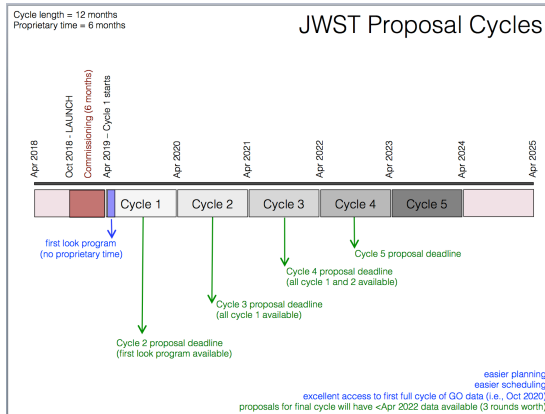 Cycle length = 12 months
Proprietary time = 6 months
JWST Proposal Cycles
Apr 2018
Oct 2018 - LAUNCH
Commissioning (6 months)
Apr 2019 – Cycle 1 starts
Apr 2020
Apr 2021
Apr 2022
Apr 2023
Apr 2024
Apr 2025
Cycle 1
Cycle 2
Cycle 3
Cycle 4
Cycle 5
first look program
(no proprietary time)
Cycle 5 proposal deadline
Cycle 4 proposal deadline
(all cycle 1 and 2 available)
Cycle 3 proposal deadline
(all cycle 1 available)
Cycle 2 proposal deadline
(first look program available)
easier planning
easier scheduling
excellent access to first full cycle of GO data (i.e., Oct 2020)
proposals for final cycle will have <Apr 2022 data available (3 rounds worth)